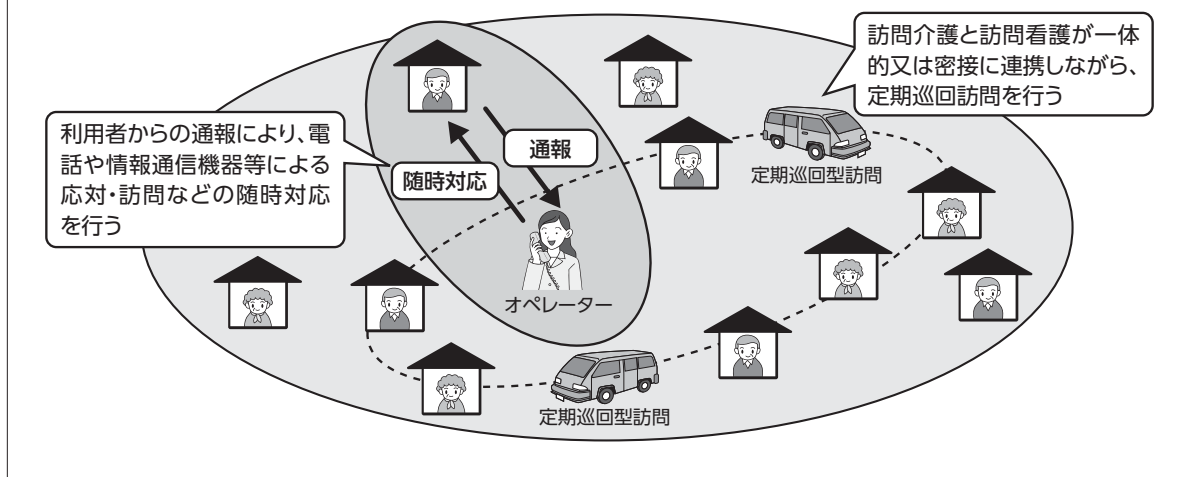 訪問介護と訪問看護が一体
的又は密接に連携しながら、
定期巡回訪問を行う
利用者からの通報により、電
話や情報通信機器等による
応対・訪問などの随時対応
を行う
通報
随時対応
定期巡回型訪問
オペレーター
定期巡回型訪問